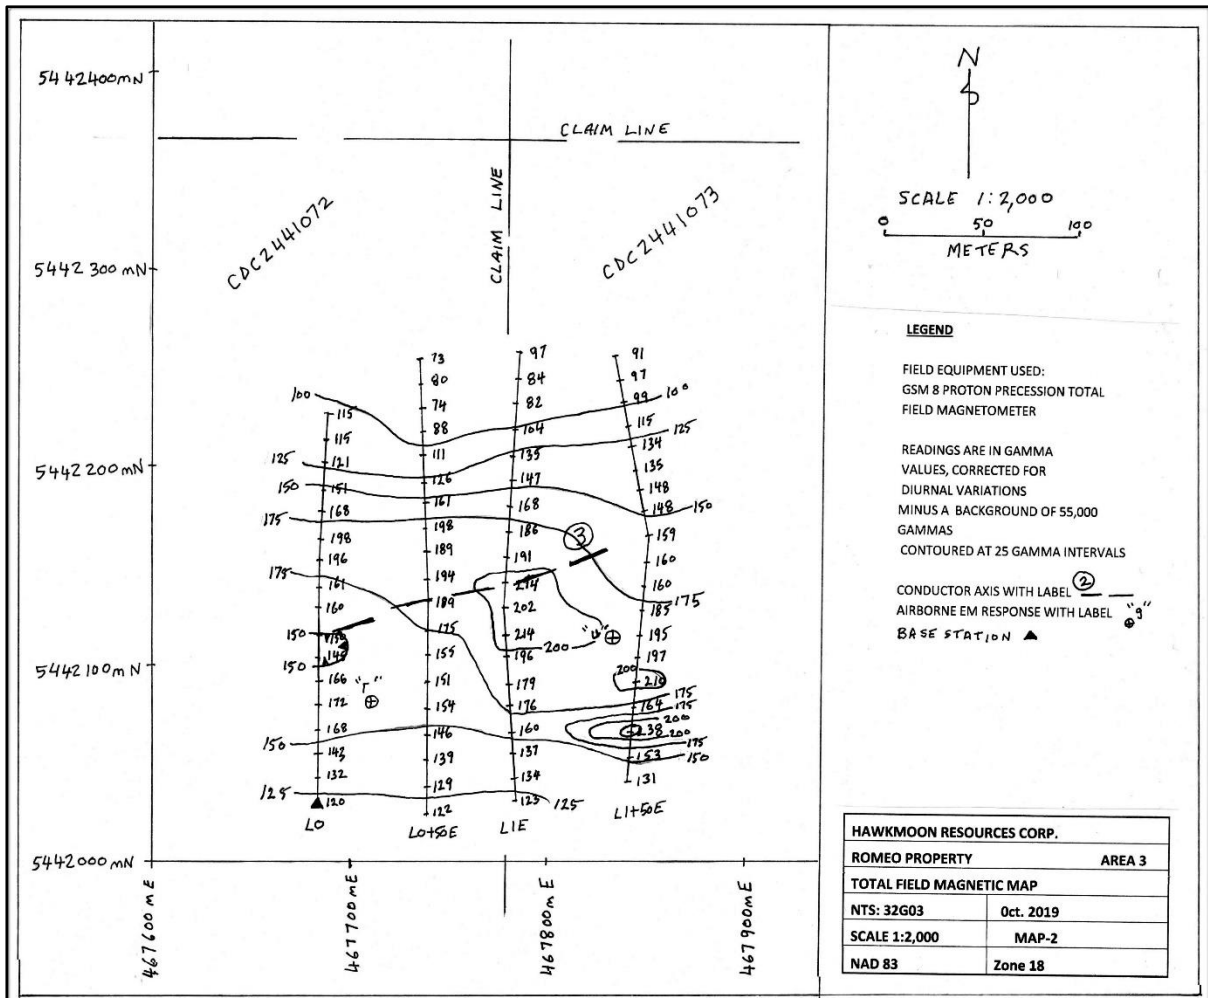 5442400mN
5442300mN
5442200mN
5442100mN
5442000mN
467600mE
467700mE
467800mE
467900mE
CLAIM LINE
CLAIM LINE
CDC2441072
CDC2441073
N
SCALE 1:2,000
0 50 100
METERS
LEGEND
FIELD EQUIPMENT USED:
GSM 8 PROTON PRECESSION TOTAL
FIELD MAGNETOMETER
READINGS ARE IN GAMMA
VALUES, CORRECTED FOR
DIURNAL VARIATIONS
MINUS A BACKGROUND OF 55,000
GAMMAS
CONTOURED AT 25 GAMMA INTERVALS
CONDUCTOR AXIS WITH LABEL 2
AIRBORNE EM RESPONSE WITH LABEL "9"
BASE STATION
100
125
150
175
175
150
150
150
125
115
115
121
151
168
198
196
161
160
150
166
172
168
143
132
120
L0
73
80
74
88
111
126
161
198
189
194
189
175
155
151
154
146
139
129
122
L0+50E
97
84
82
104
135
147
168
186
191
214
202
214
196
179
176
160
137
134
123
125
L1E
91
97
99
115
134
135
148
148
159
160
160
185
195
197
210
164
238
153
131
L1+50E
100
125
150
175
200
200
175
175
200
200
175
150
3
"r"
"u"
HAWKMOON RESOURCES CORP.
ROMEO PROPERTY AREA 3
TOTAL FIELD MAGNETIC MAP
NTS: 32G03 Oct. 2019
SCALE 1:2,000 MAP-2
NAD 83 Zone 18